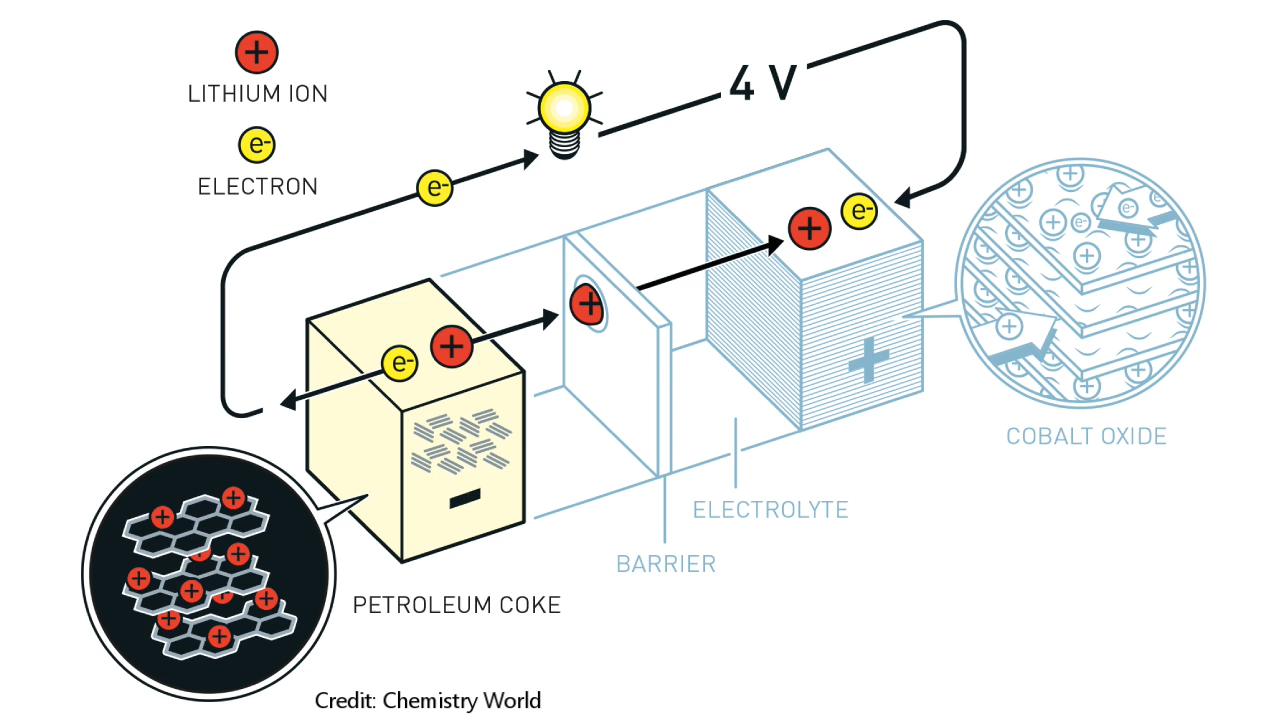 LITHIUM ION
e-
ELECTRON
4 V
e-
e-
e-
e-
e-
e-
COBALT OXIDE
ELECTROLYTE
BARRIER
PETROLEUM COKE
Credit: Chemistry World